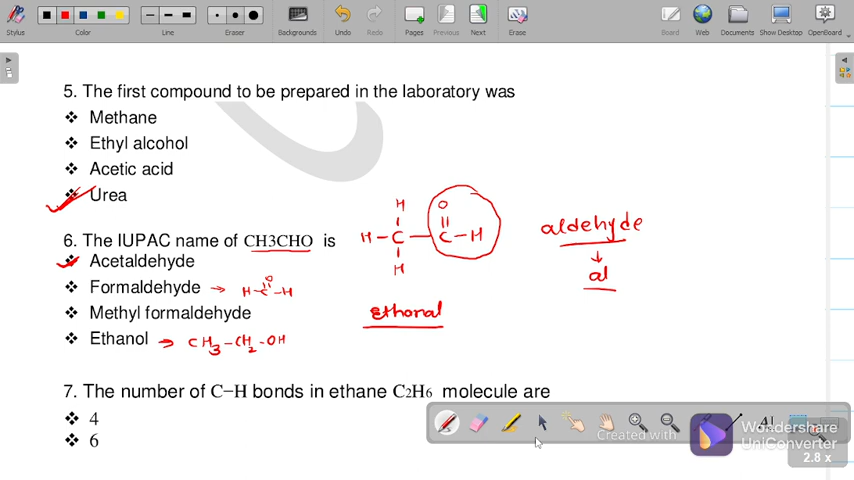 Stylus Color Line Eraser Backgrounds Undo Redo Pages Previous Next Erase Board Web Documents Show Desktop OpenBoard
5. The first compound to be prepared in the laboratory was
❖ Methane
❖ Ethyl alcohol
❖ Acetic acid
❖ Urea
H O
H-C-C-H
H
aldehyde
↓
al
6. The IUPAC name of CH3CHO is
❖ Acetaldehyde
❖ Formaldehyde → H-C-H
O
❖ Methyl formaldehyde
Ethanal
❖ Ethanol → CH3-CH2-OH
7. The number of C−H bonds in ethane C2H6 molecule are
❖ 4
❖ 6
Created with
Wondershare
UniConverter
2.8 x